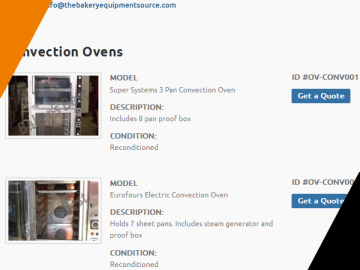 fo@thebakeryequipmentsource.com
nvection Ovens
MODEL
ID #OV-CONV001
Super Systems 3 Pan Convection Oven
Get a Quote
DESCRIPTION:
Includes 8 pan proof box
CONDITION:
Reconditioned
MODEL
ID #OV-CONV00
Eurofours Electric Convection Oven
Get a Quo
DESCRIPTION:
Holds 7 sheet pans. Includes steam generator and
proof box
CONDITION:
Reconditioned